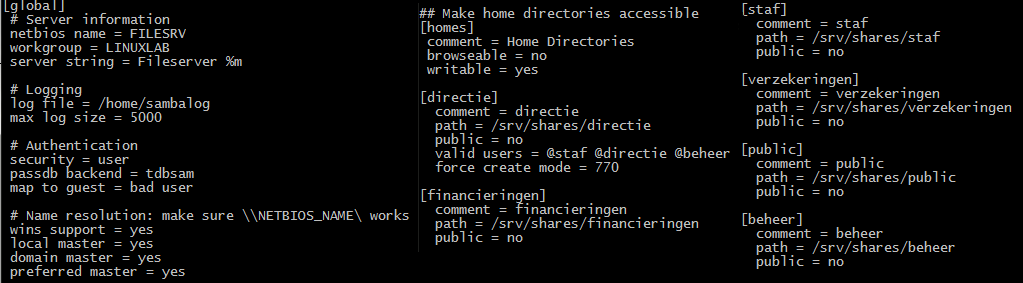 [global]
# Server information
netbios name = FILESRV
workgroup = LINUXLAB
server string = Fileserver %m
# Logging
log file = /home/sambalog
max log size = 5000
# Authentication
security = user
passdb backend = tdbsam
map to guest = bad user
# Name resolution: make sure \\NETBIOS_NAME\ works
wins support = yes
local master = yes
domain master = yes
preferred master = yes
## Make home directories accessible
[homes]
comment = Home Directories
browseable = no
writable = yes
[directie]
comment = directie
path = /srv/shares/directie
public = no
valid users = @staf @directie @beheer
force create mode = 770
[financieringen]
comment = financieringen
path = /srv/shares/financieringen
public = no
[staf]
comment = staf
path = /srv/shares/staf
public = no
[verzekeringen]
comment = verzekeringen
path = /srv/shares/verzekeringen
public = no
[public]
comment = public
path = /srv/shares/public
public = no
[beheer]
comment = beheer
path = /srv/shares/beheer
public = no